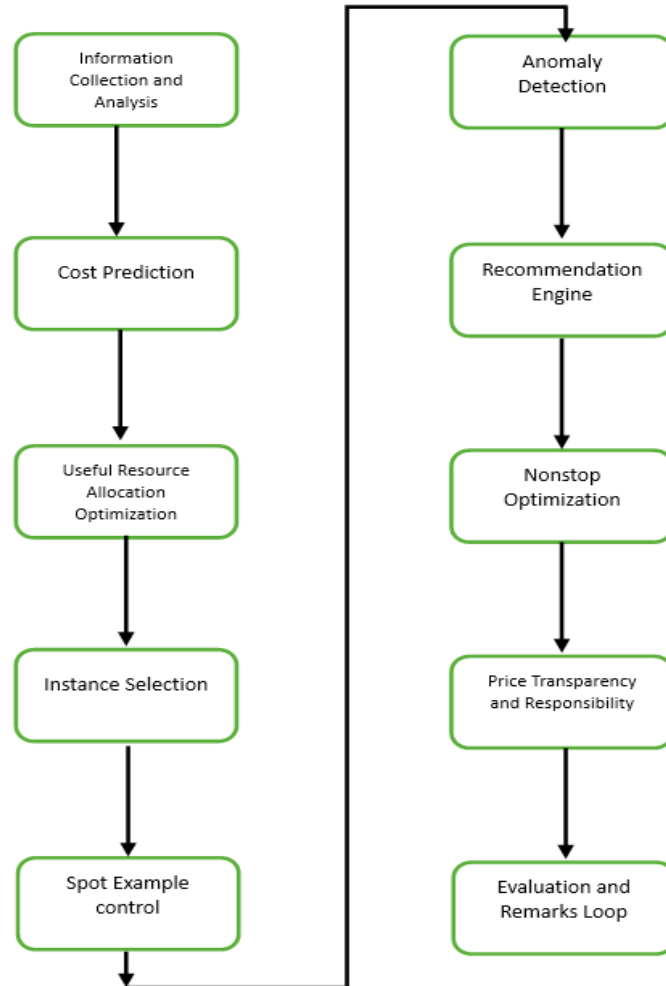 Information
Collection and
Analysis
Cost Prediction
Useful Resource
Allocation
Optimization
Instance Selection
Spot Example
control
Anomaly
Detection
Recommendation
Engine
Nonstop
Optimization
Price Transparency
and Responsibility
Evaluation and
Remarks Loop